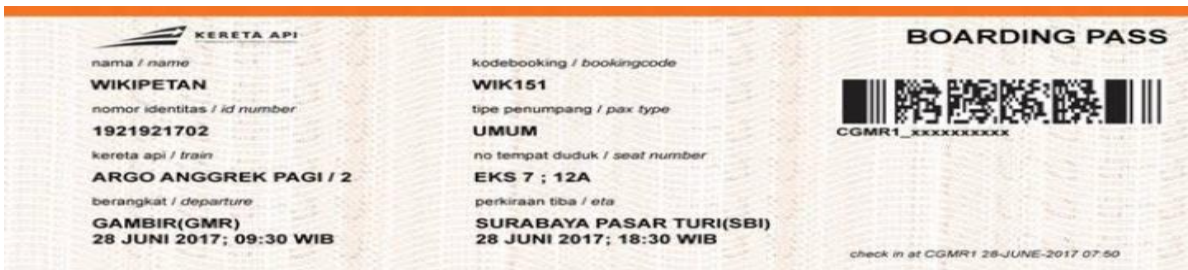 KERETA API
BOARDING PASS
nama / name
WIKIPETAN
nomor identitas / id number
1921921702
kereta api / train
ARGO ANGGREK PAGI / 2
berangkat / departure
GAMBIR(GMR)
28 JUNI 2017; 09:30 WIB
kodebooking / bookingcode
WIK151
tipe penumpang / pax type
UMUM
no tempat duduk / seat number
EKS 7 ; 12A
perkiraan tiba / eta
SURABAYA PASAR TURI(SBI)
28 JUNI 2017; 18:30 WIB
CGMR1_xxxxxxxxxx
check in at CGMR1 28-JUNE-2017 07:50